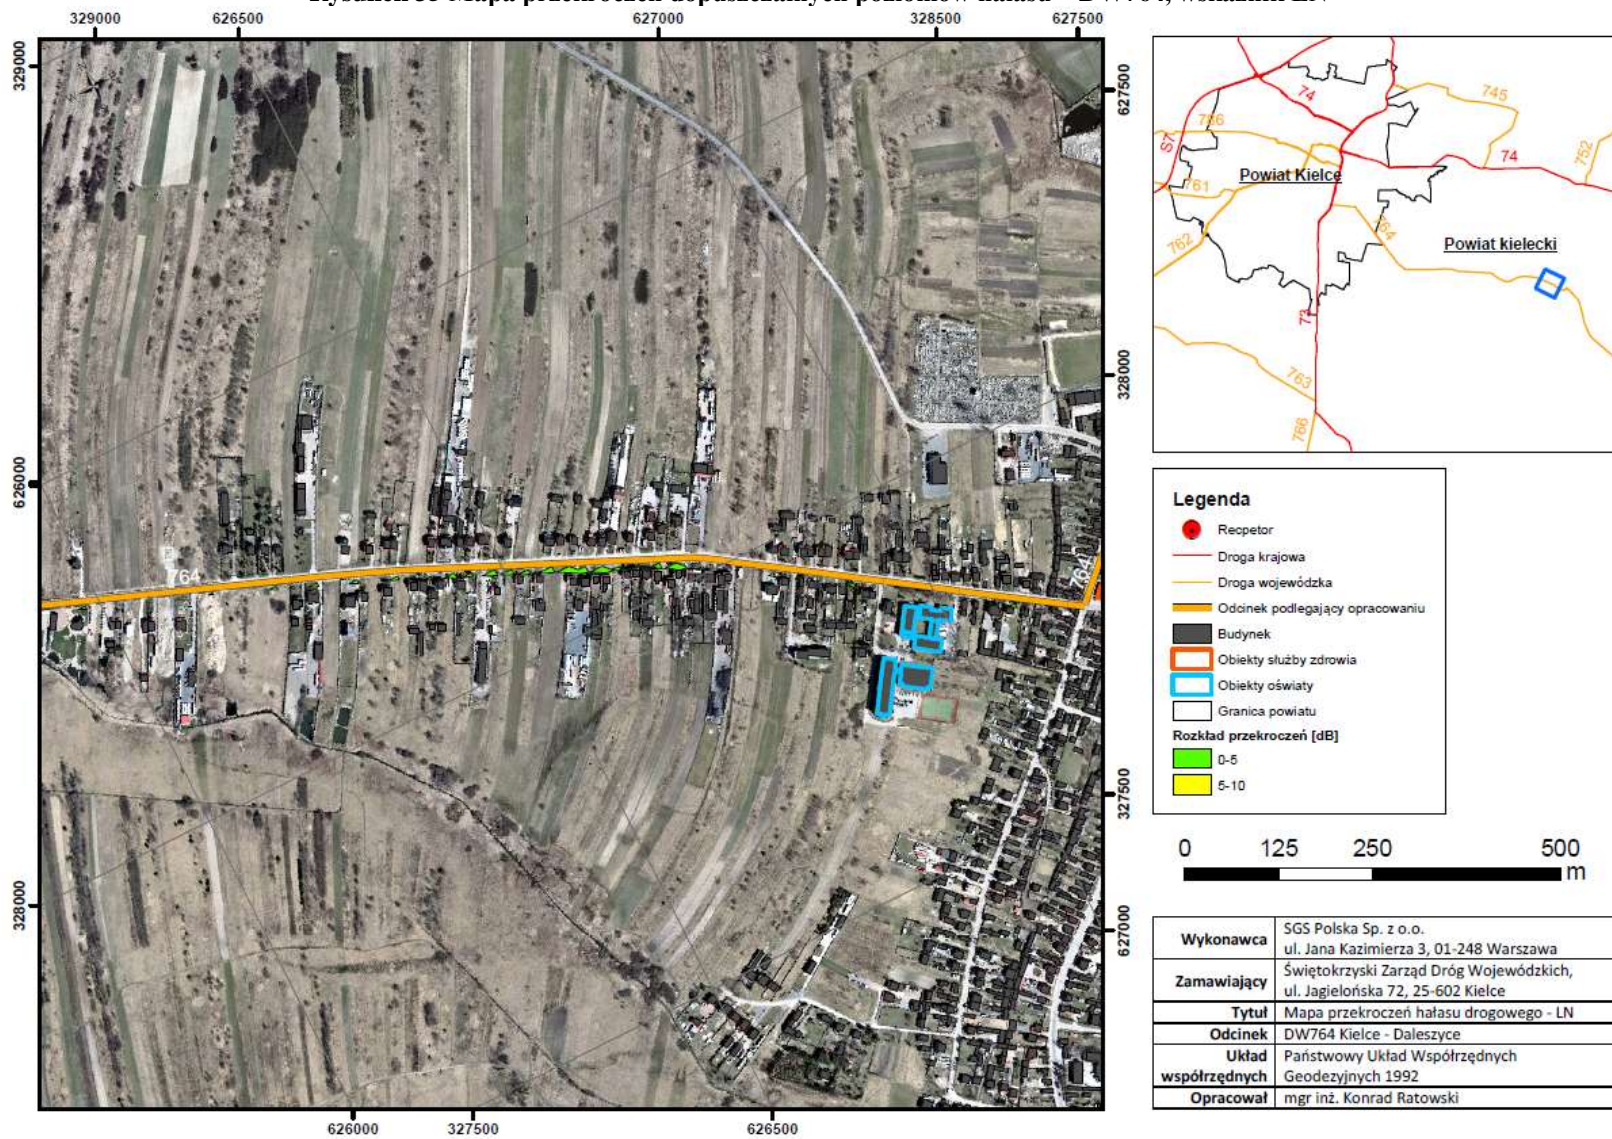 329000
626500
627000
328500
627500
329000
626000
328000
627500
328000
327500
627000
626000
327500
626500
764
764
74
745
786
S7
752
74
Powiat Kielce
761
764
762
Powiat kielecki
73
763
766
Legenda
Recpetor
Droga krajowa
Droga wojewódzka
Odcinek podlegający opracowaniu
Budynek
Obiekty służby zdrowia
Obiekty oświaty
Granica powiatu
Rozkład przekroczeń [dB]
0-5
5-10
0 125 250 500
m
Wykonawca SGS Polska Sp. z o.o.
ul. Jana Kazimierza 3, 01-248 Warszawa
Zamawiający Świętokrzyski Zarząd Dróg Wojewódzkich,
ul. Jagielońska 72, 25-602 Kielce
Tytuł Mapa przekroczeń hałasu drogowego - LN
Odcinek DW764 Kielce - Daleszyce
Układ współrzędnych Państwowy Układ Współrzędnych
Geodezyjnych 1992
Opracował mgr inż. Konrad Ratowski